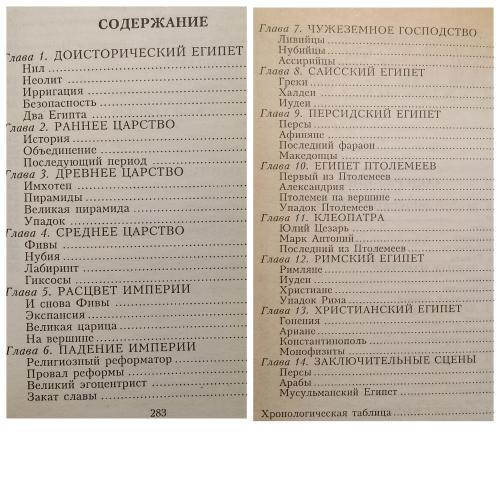 СОДЕРЖАНИЕ
Глава 1. ДОИСТОРИЧЕСКИЙ ЕГИПЕТ
Нил
Неолит
Ирригация
Безопасность
Два Египта
Глава 2. РАННЕЕ ЦАРСТВО
История
Объединение
Последующий период
Глава 3. ДРЕВНЕЕ ЦАРСТВО
Имхотеп
Пирамиды
Великая пирамида
Упадок
Глава 4. СРЕДНЕЕ ЦАРСТВО
Фивы
Нубия
Лабиринт
Гиксосы
Глава 5. РАСЦВЕТ ИМПЕРИИ
И снова Фивы
Экспансия
Великая царица
На вершине
Глава 6. ПАДЕНИЕ ИМПЕРИИ
Религиозный реформатор
Провал реформы
Великий эгоцентрист
Закат славы
283
Глава 7. ЧУЖЕЗЕМНОЕ ГОСПОДСТВО
Ливийцы
Нубийцы
Ассирийцы
Глава 8. САИССКИЙ ЕГИПЕТ
Греки
Халдеи
Иудеи
Глава 9. ПЕРСИДСКИЙ ЕГИПЕТ
Персы
Афиняне
Последний фараон
Македонцы
Глава 10. ЕГИПЕТ ПТОЛЕМЕЕВ
Первый из Птолемеев
Александрия
Птолемеи на вершине
Упадок Птолемеев
Глава 11. КЛЕОПАТРА
Юлий Цезарь
Марк Антоний
Последний из Птолемеев
Глава 12. РИМСКИЙ ЕГИПЕТ
Римляне
Иудеи
Христиане
Упадок Рима
Глава 13. ХРИСТИАНСКИЙ ЕГИПЕТ
Гонения
Ариане
Константинополь
Монофизиты
Глава 14. ЗАКЛЮЧИТЕЛЬНЫЕ СЦЕНЫ
Персы
Арабы
Мусульманский Египет
Хронологическая таблица